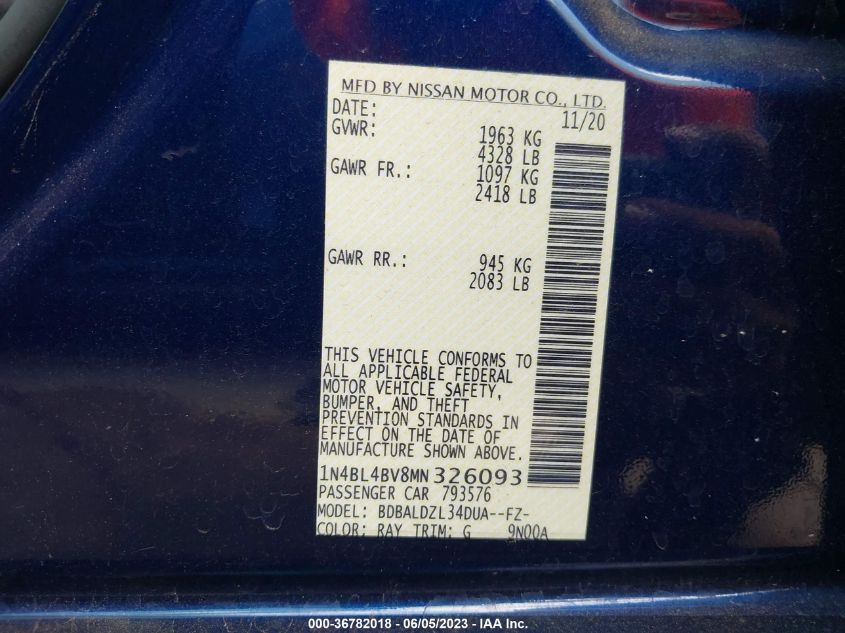 MFD BY NISSAN MOTOR CO., LTD.
DATE: 11/20
GVWR: 1963 KG
4328 LB
GAWR FR.: 1097 KG
2418 LB
GAWR RR.: 945 KG
2083 LB
THIS VEHICLE CONFORMS TO
ALL APPLICABLE FEDERAL
MOTOR VEHICLE SAFETY,
BUMPER, AND THEFT
PREVENTION STANDARDS IN
EFFECT ON THE DATE OF
MANUFACTURE SHOWN ABOVE.
1N4BL4BV8MN326093
PASSENGER CAR 793576
MODEL: BDBALDZL34DUA--FZ-
COLOR: RAY TRIM: G 9N00A
000-36782018 - 06/05/2023 - IAA Inc.